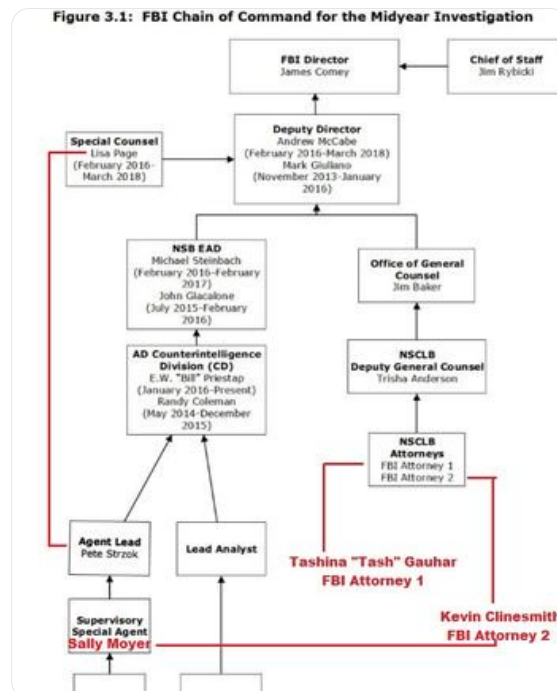 Figure 3.1: FBI Chain of Command for the Midyear Investigation
FBI Director
James Comey
Chief of Staff
Jim Rybicki
Special Counsel
Lisa Page
(February 2016-
March 2018)
Deputy Director
Andrew McCabe
(February 2016-March 2018)
Mark Giuliano
(November 2013-January
2016)
NSB EAD
Michael Steinbach
(February 2016-February
2017)
John Giacalone
(July 2015-February
2016)
Office of General
Counsel
Jim Baker
AD Counterintelligence
Division (CD)
E.W. "Bill" Priestap
(January 2016-Present)
Randy Coleman
(May 2014-December
2015)
NSCLB
Deputy General Counsel
Trisha Anderson
NSCLB
Attorneys
FBI Attorney 1
FBI Attorney 2
Agent Lead
Pete Strzok
Lead Analyst
Tashina "Tash" Gauhar
FBI Attorney 1
Supervisory
Special Agent
Sally Moyer
Kevin Clinesmith
FBI Attorney 2